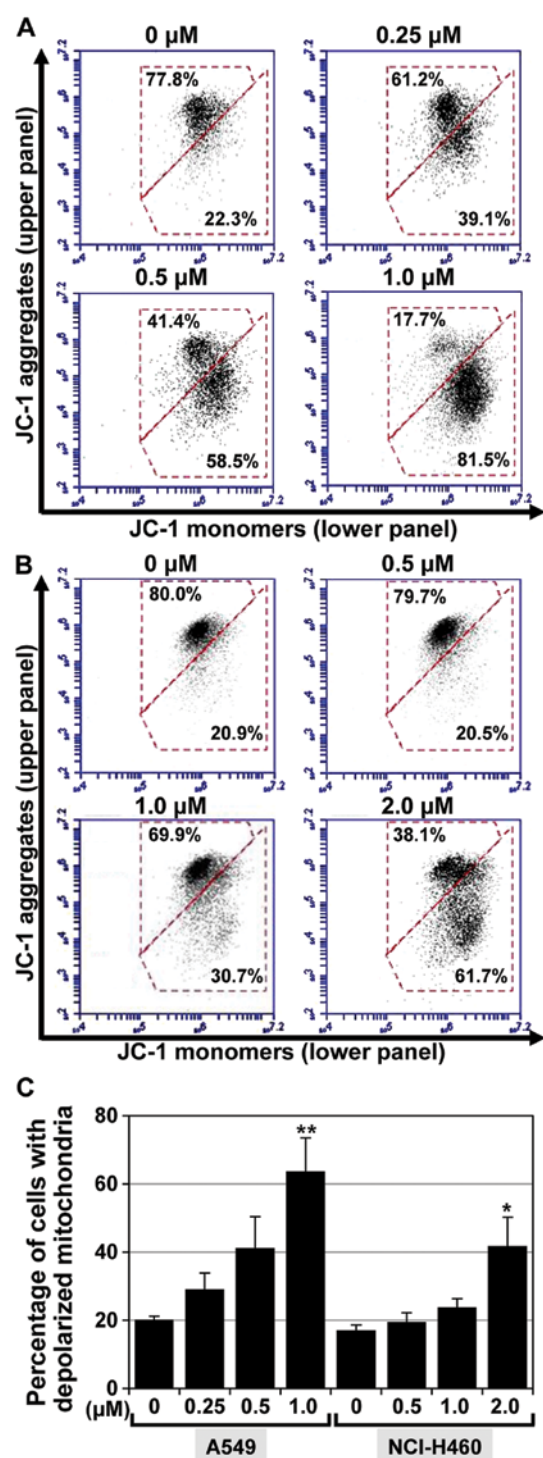 A
0 µM
0.25 µM
77.8%
61.2%
22.3%
39.1%
0.5 µM
1.0 µM
41.4%
17.7%
58.5%
81.5%
JC-1 aggregates (upper panel)
JC-1 monomers (lower panel)
B
0 µM
0.5 µM
80.0%
79.7%
20.9%
20.5%
1.0 µM
2.0 µM
69.9%
38.1%
30.7%
61.7%
JC-1 aggregates (upper panel)
JC-1 monomers (lower panel)
C
Percentage of cells with
depolarized mitochondria
80
60
40
20
0
**
*
(µM) 0 0.25 0.5 1.0 0 0.5 1.0 2.0
A549 NCI-H460